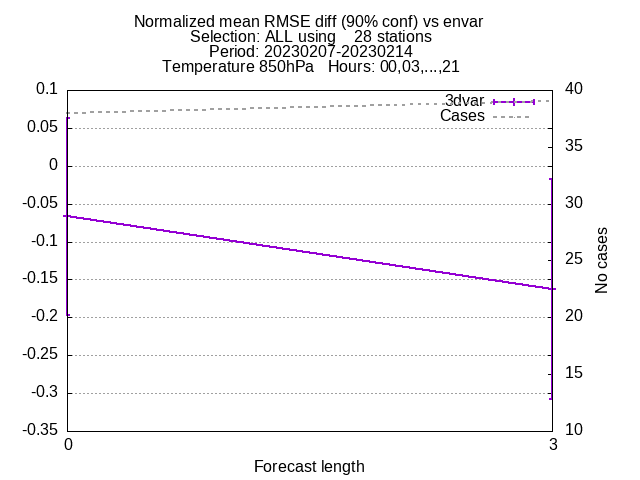 Normalized mean RMSE diff (90% conf) vs envar
Selection: ALL using    28 stations
Period: 20230207-20230214
Temperature 850hPa   Hours: 00,03,...,21
0.1
0.05
0
-0.05
-0.1
-0.15
-0.2
-0.25
-0.3
-0.35
40
35
30
25
20
15
10
3dvar
Cases
No cases
0
3
Forecast length